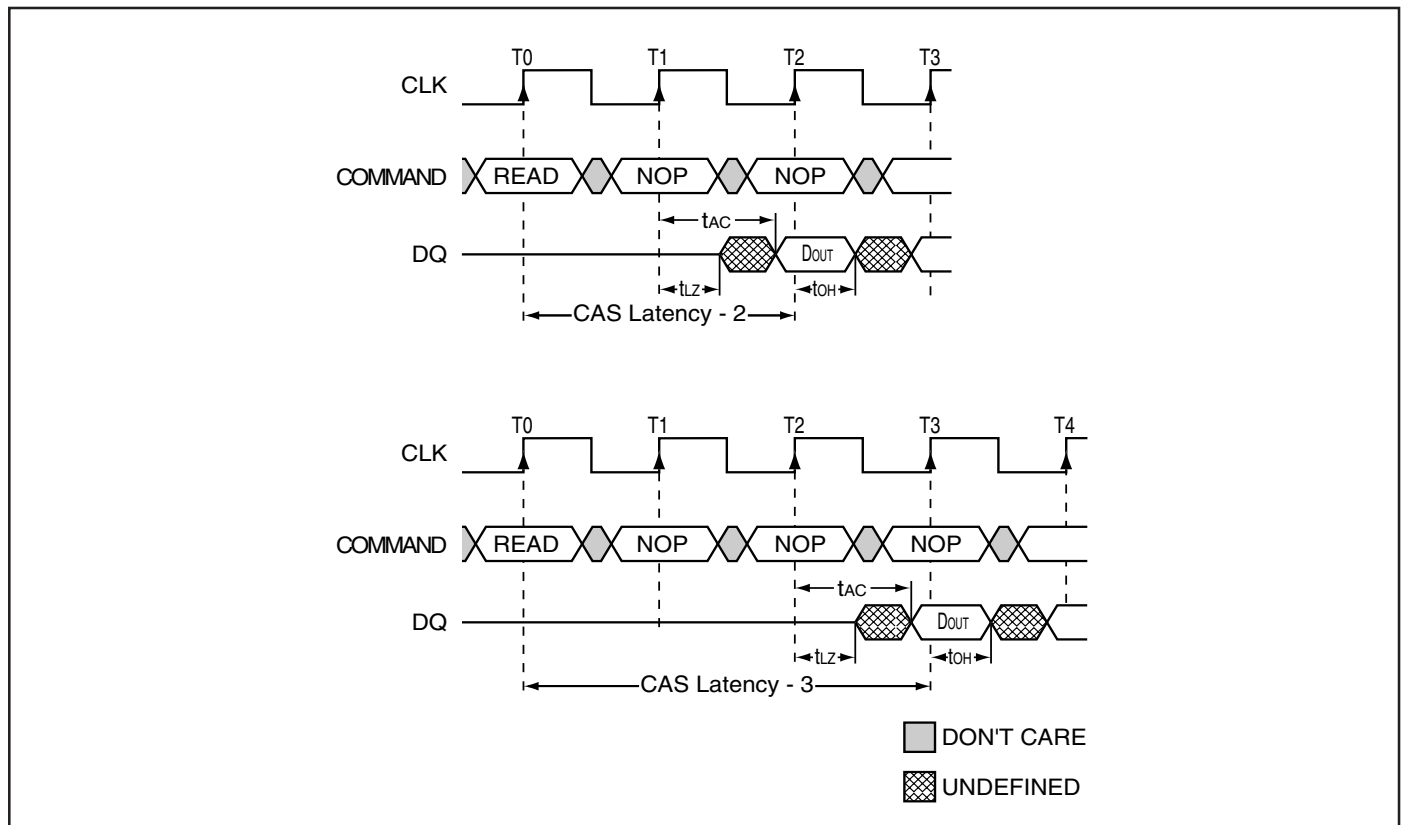 T0 T1 T2 T3
CLK
COMMAND READ NOP NOP
tAC
DQ DOUT
tLZ tOH
CAS Latency - 2
T0 T1 T2 T3 T4
CLK
COMMAND READ NOP NOP NOP
tAC
DQ DOUT
tLZ tOH
CAS Latency - 3
DON'T CARE
UNDEFINED